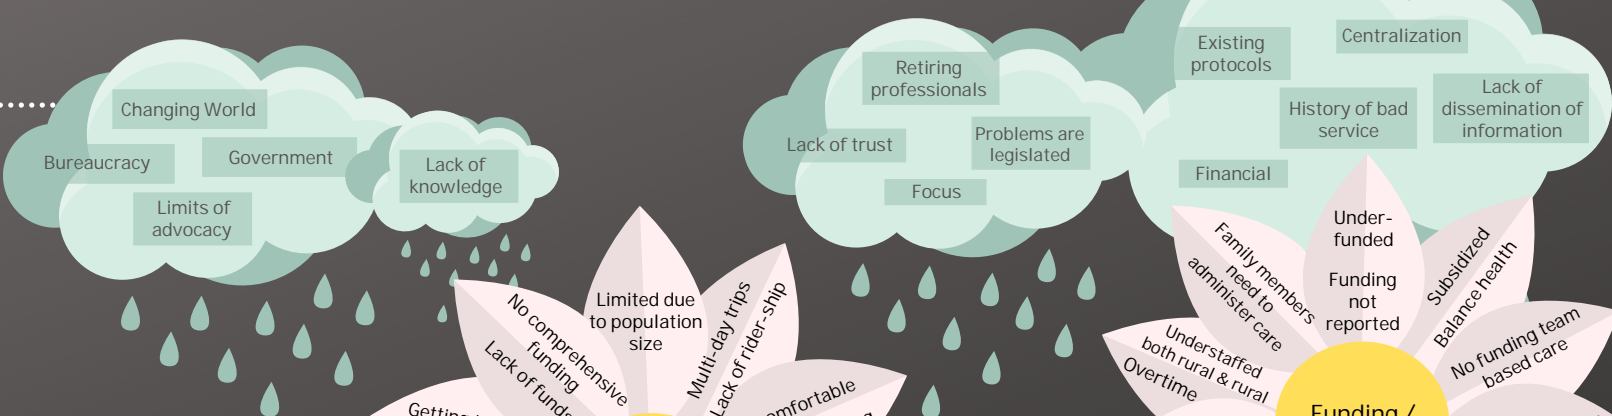 Changing World
Bureaucracy
Government
Limits of
advocacy
Lack of
knowledge
Retiring
professionals
Lack of trust
Problems are
legislated
Focus
Existing
protocols
Centralization
History of bad
service
Lack of
dissemination of
information
Financial
Getting
No comprehensive
funding
Lack of funds
Limited due
to population
size
Multi-day trips
Lack of rider-ship
Understaffed
both rural & rural
Overtime
Family members
need to
administer care
Under-
funded
Funding
not
reported
Subsidized
Balance health
No funding team
based care
Funding /